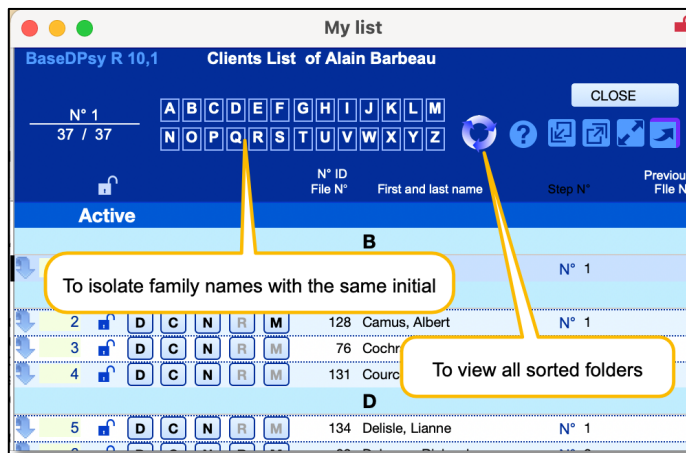 My list
BaseDPsy R 10,1 Clients List of Alain Barbeau
CLOSE
N° 1
37 / 37
A B C D E F G H I J K L M
N O P Q R S T U V W X Y Z
?
N° ID
File N° First and last name Step N° Previou
FIle N
Active
B
To isolate family names with the same initial
N° 1
2 D C N R M 128 Camus, Albert N° 1
3 D C N R M 76 Cochr
4 D C N R M 131 Courc
To view all sorted folders
D
5 D C N R M 134 Delisle, Lianne N° 1